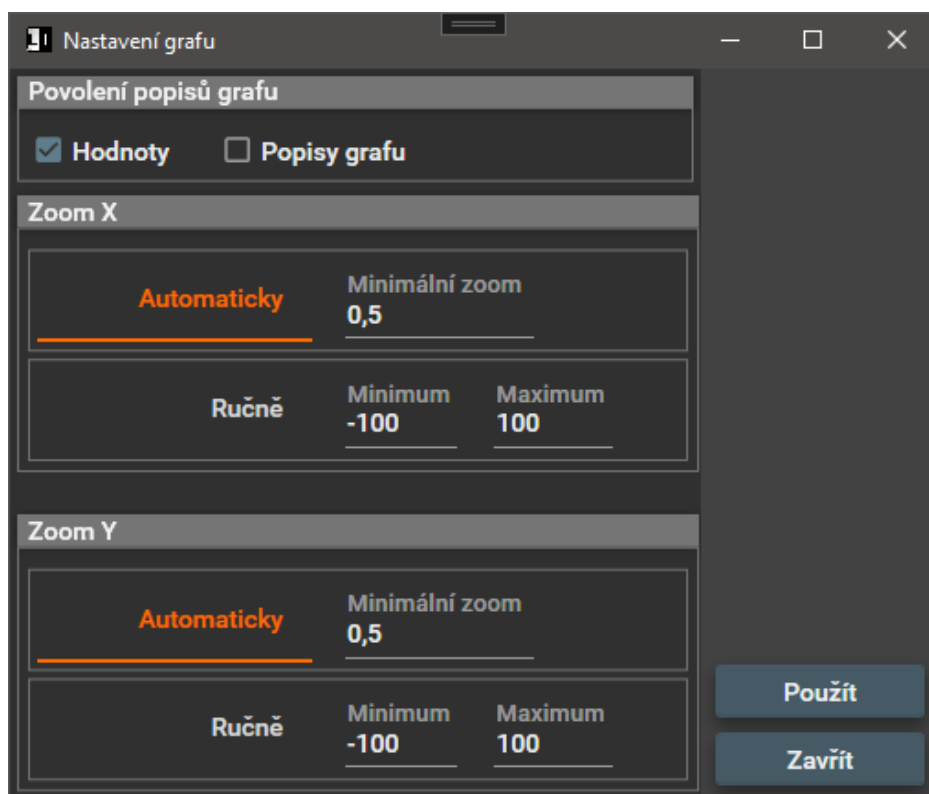 Nastavení grafu
Povolení popisů grafu
Hodnoty Popisy grafu
Zoom X
Automaticky
Minimální zoom
0,5
Ručně
Minimum Maximum
-100 100
Zoom Y
Automaticky
Minimální zoom
0,5
Ručně
Minimum Maximum
-100 100
Použít
Zavřít